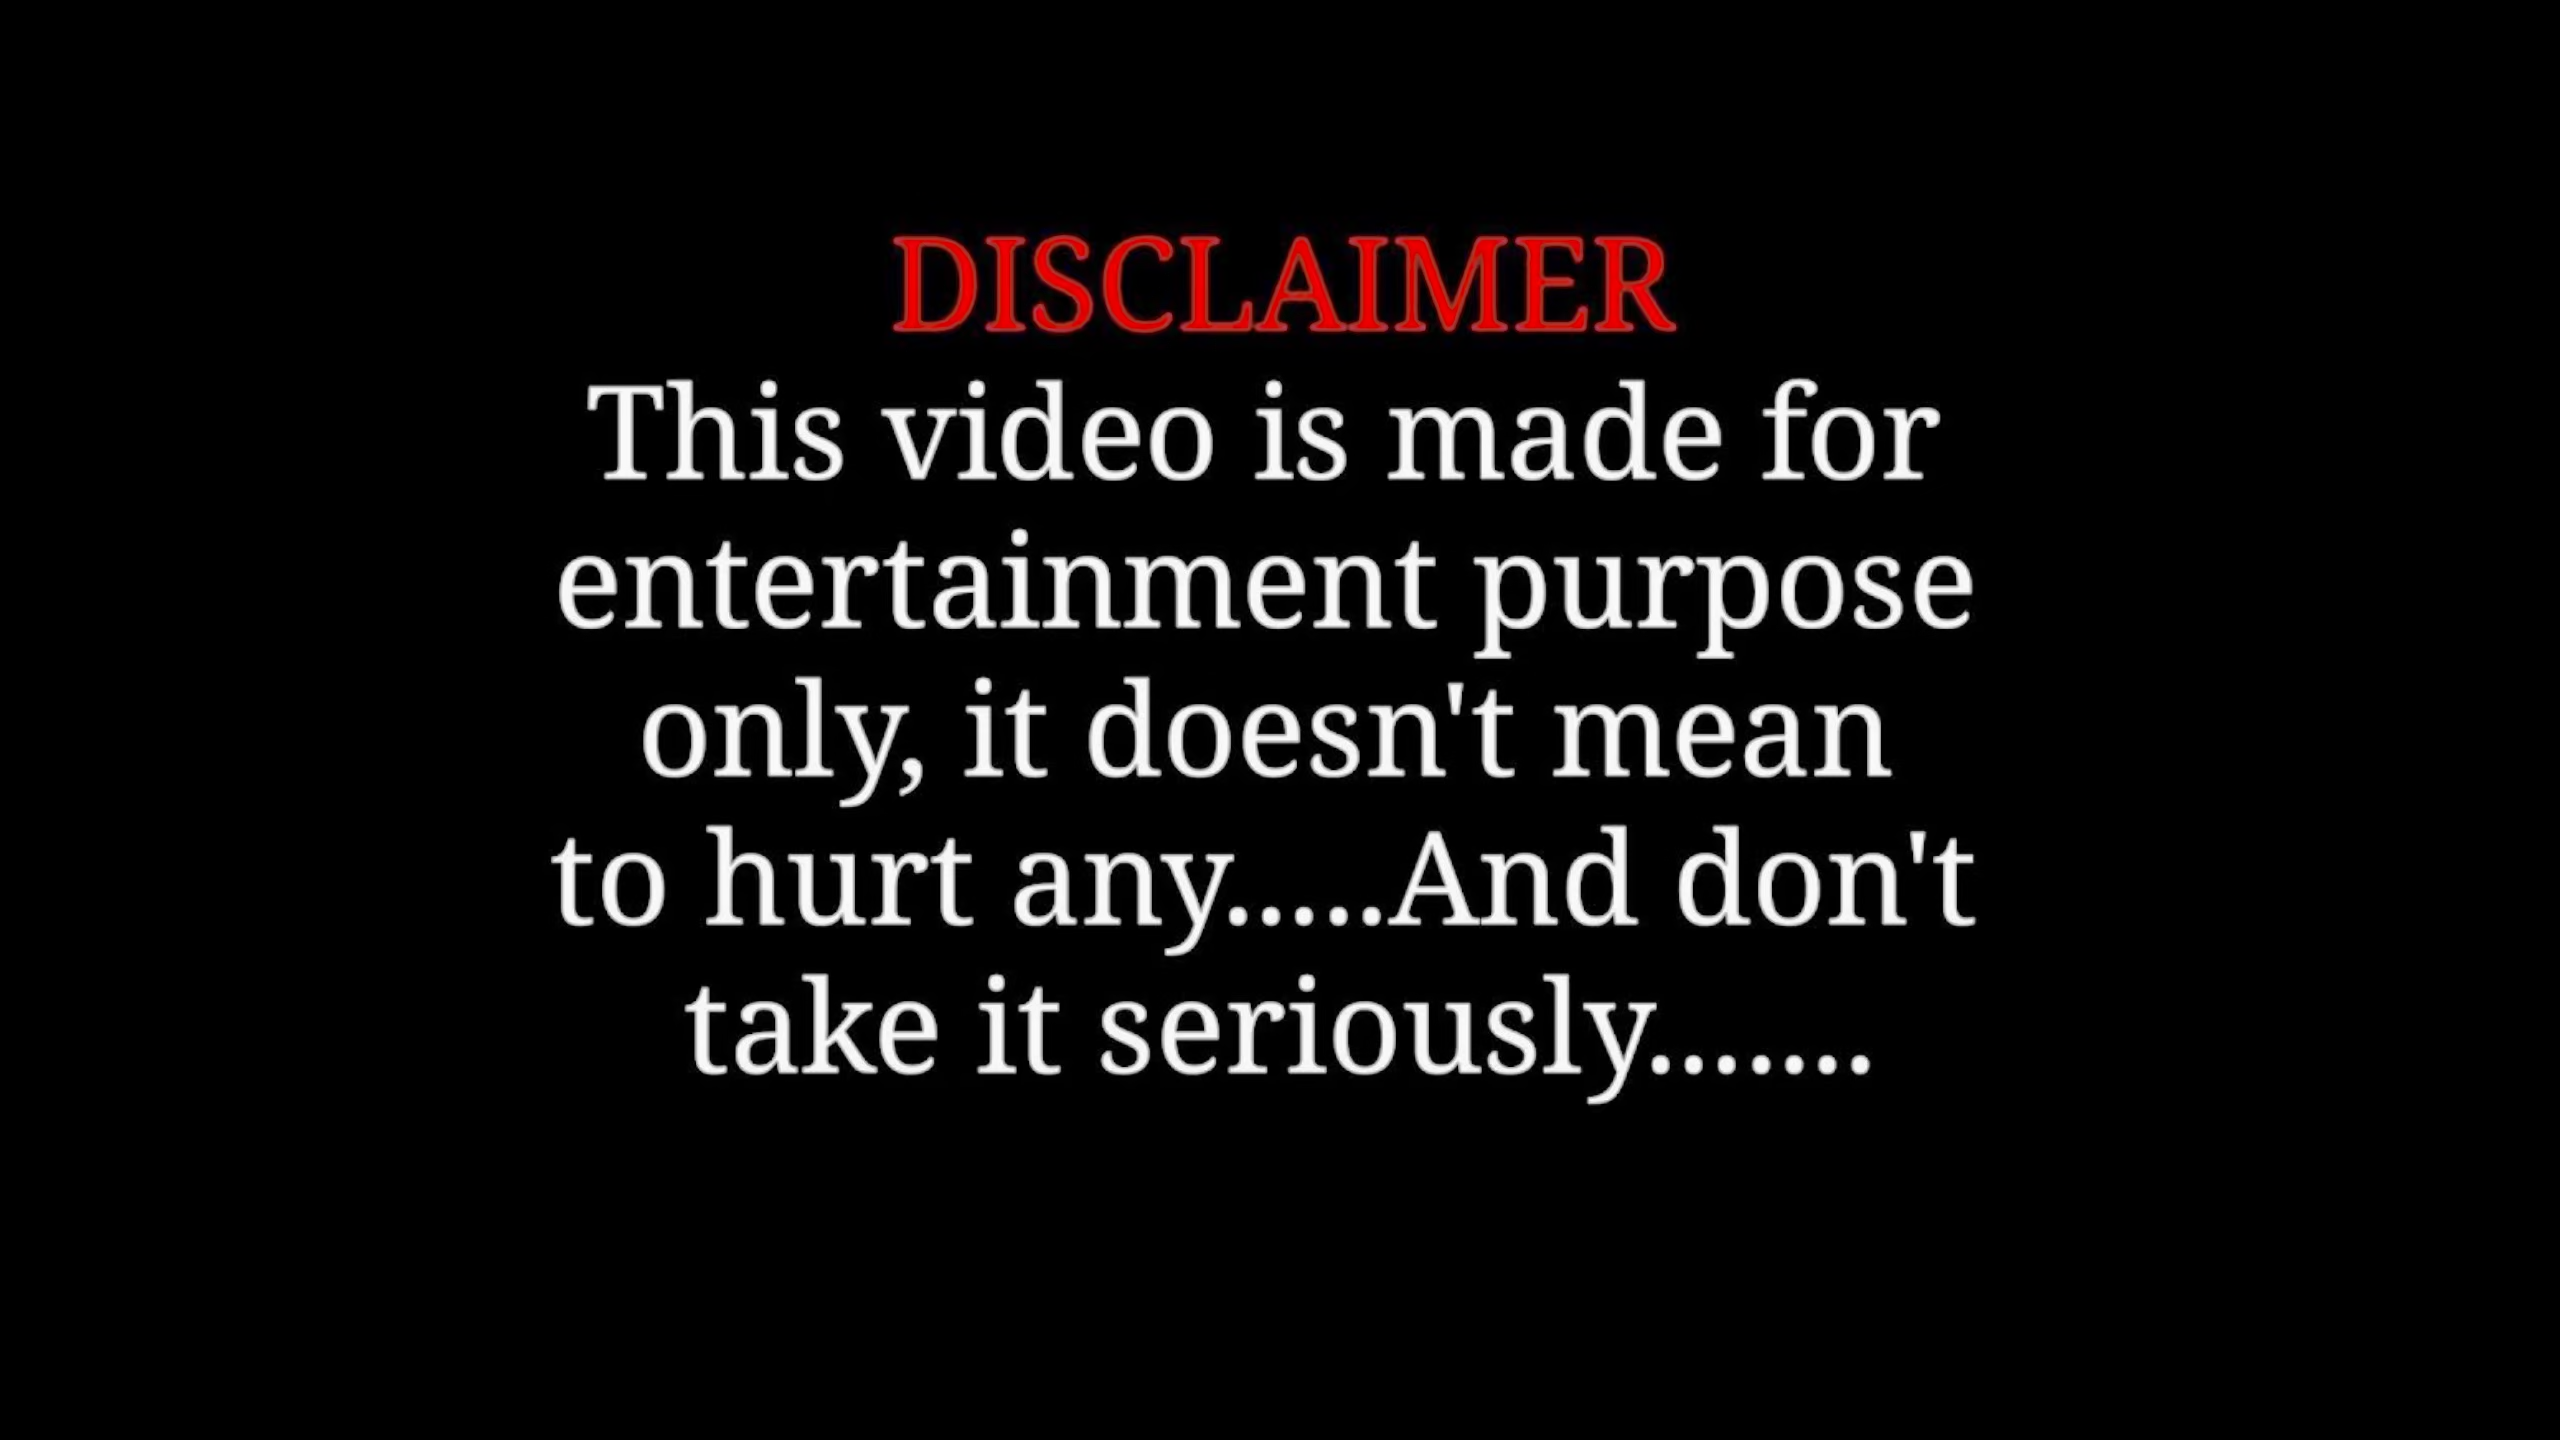 DISCLAIMER
This video is made for
entertainment purpose
only, it doesn't mean
to hurt any.....And don't
take it seriously.......